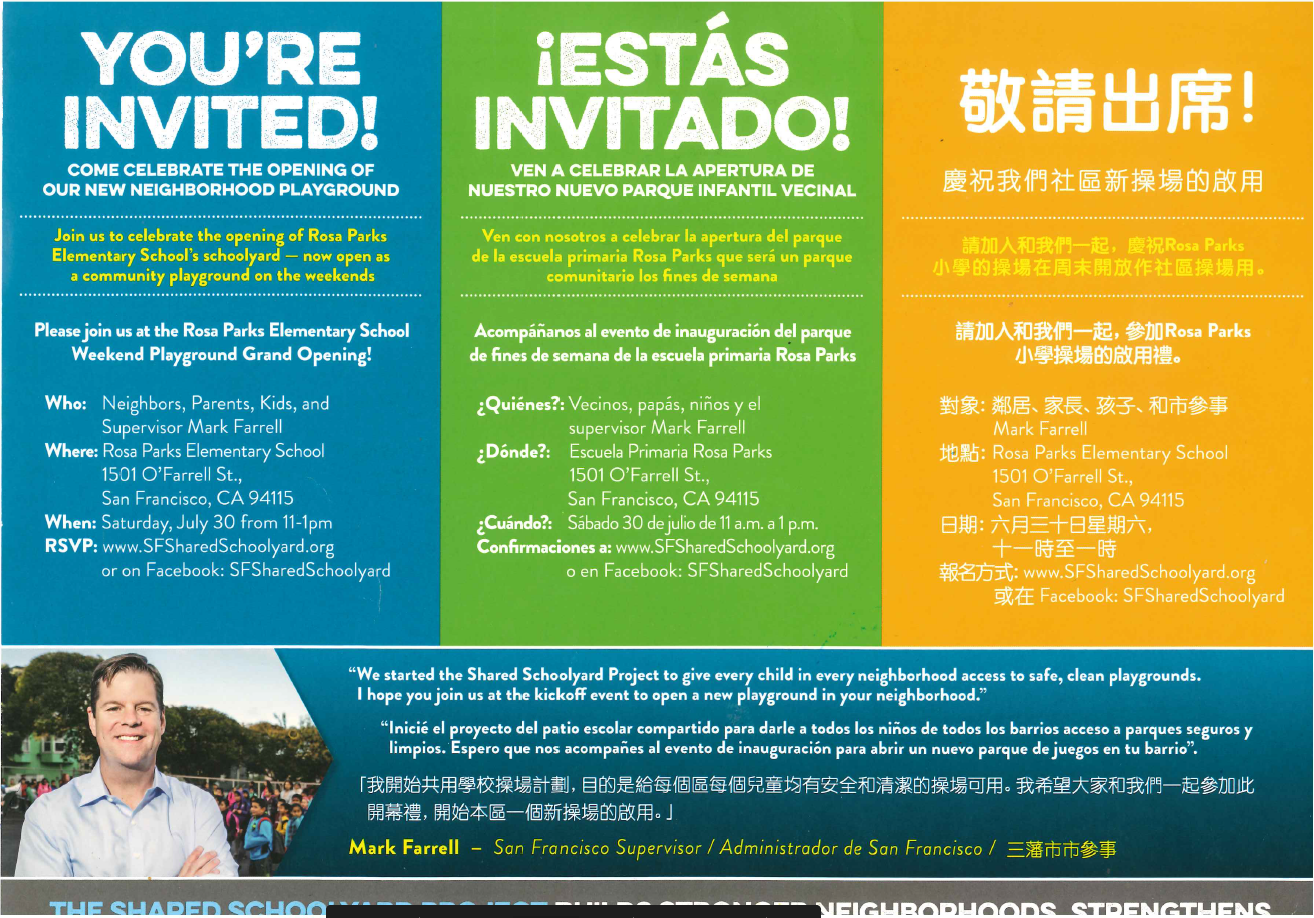 YOU'RE
INVITED!
COME CELEBRATE THE OPENING OF
OUR NEW NEIGHBORHOOD PLAYGROUND
Join us to celebrate the opening of Rosa Parks
Elementary School's schoolyard — now open as
a community playground on the weekends
Please join us at the Rosa Parks Elementary School
Weekend Playground Grand Opening!
Who: Neighbors, Parents, Kids, and
Supervisor Mark Farrell
Where: Rosa Parks Elementary School
1501 O'Farrell St.,
San Francisco, CA 94115
When: Saturday, July 30 from 11-1pm
RSVP: www.SFSharedSchoolyard.org
or on Facebook: SFSharedSchoolyard
¡ESTÁS
INVITADO!
VEN A CELEBRAR LA APERTURA DE
NUESTRO NUEVO PARQUE INFANTIL VECINAL
Ven con nosotros a celebrar la apertura del parque
de la escuela primaria Rosa Parks que será un parque
comunitario los fines de semana
Acompáñanos al evento de inauguración del parque
de fines de semana de la escuela primaria Rosa Parks
¿Quiénes?: Vecinos, papás, niños y el
supervisor Mark Farrell
¿Dónde?: Escuela Primaria Rosa Parks
1501 O'Farrell St.,
San Francisco, CA 94115
¿Cuándo?: Sábado 30 de julio de 11 a.m. a 1 p.m.
Confirmaciones a: www.SFSharedSchoolyard.org
o en Facebook: SFSharedSchoolyard
敬請出席!
慶祝我們社區新操場的啟用
請加入和我們一起，慶祝Rosa Parks
小學的操場在周末開放作社區操場用。
請加入和我們一起，參加Rosa Parks
小學操場的啟用禮。
對象: 鄰居、家長、孩子、和市參事
Mark Farrell
地點: Rosa Parks Elementary School
1501 O'Farrell St.,
San Francisco, CA 94115
日期: 六月三十日星期六,
十一時至一時
報名方式: www.SFSharedSchoolyard.org
或在 Facebook: SFSharedSchoolyard
"We started the Shared Schoolyard Project to give every child in every neighborhood access to safe, clean playgrounds.
I hope you join us at the kickoff event to open a new playground in your neighborhood."
"Inicié el proyecto del patio escolar compartido para darle a todos los niños de todos los barrios acceso a parques seguros y
limpios. Espero que nos acompañes al evento de inauguración para abrir un nuevo parque de juegos en tu barrio".
「我開始共用學校操場計劃，目的是給每個區每個兒童均有安全和清潔的操場可用。我希望大家和我們一起參加此
開幕禮，開始本區一個新操場的啟用。」
Mark Farrell – San Francisco Supervisor / Administrador de San Francisco / 三藩市市參事
THE SHARED SCHOOLYARD PROJECT BUILDS STRONGER NEIGHBORHOODS, STRENGTHENS